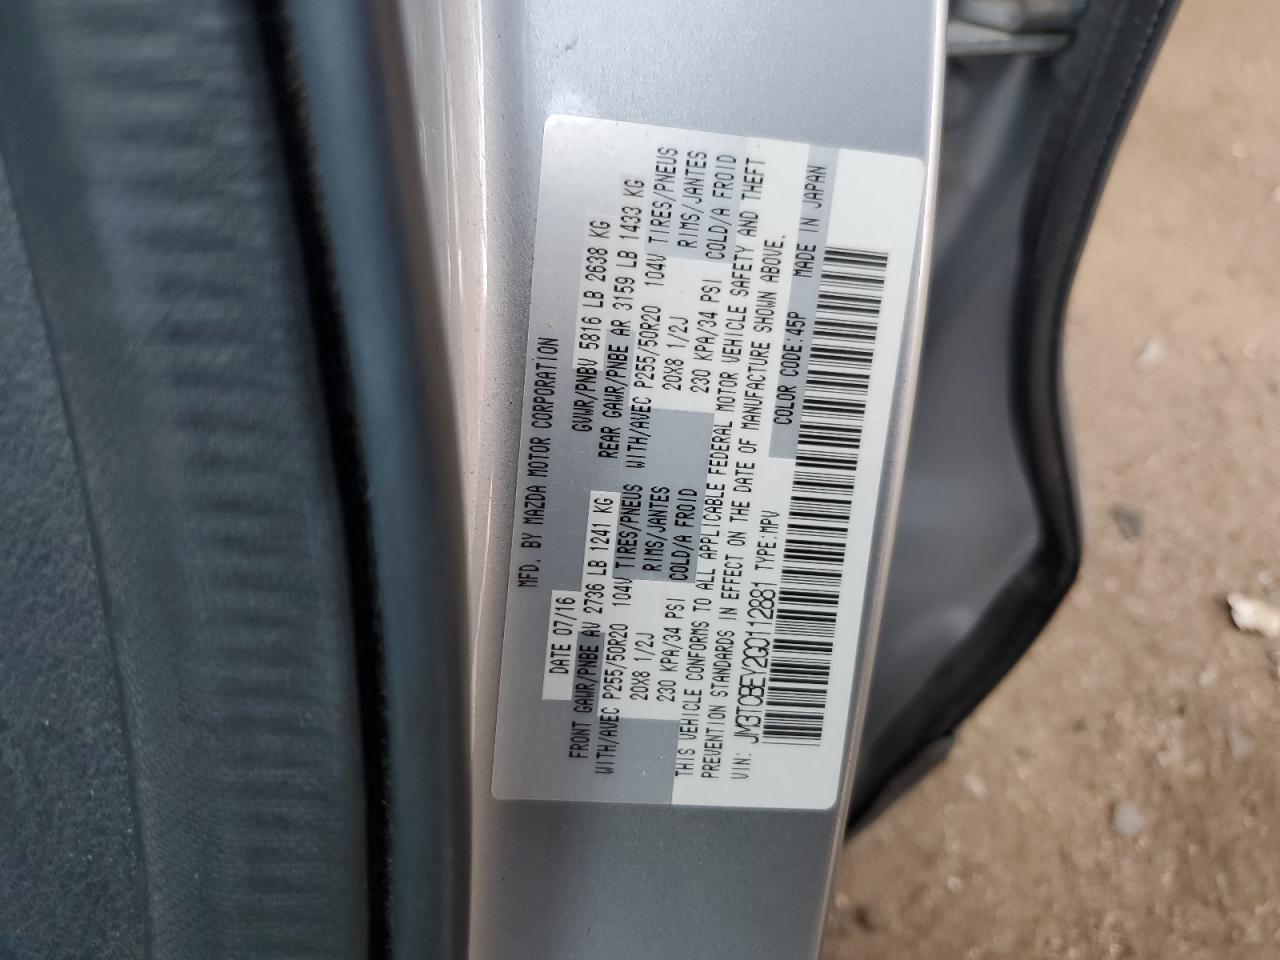 MFD. BY MAZDA MOTOR CORPORATION
DATE 07/16 GVWR/PNBV 5816 LB 2638 KG
FRONT GAWR/PNBE AV 2736 LB 1241 KG REAR GAWR/PNBE AR 3159 LB 1433 KG
WITH/AVEC P255/50R20 104V TIRES/PNEUS WITH/AVEC P255/50R20 104V TIRES/PNEUS
20X8 1/2J RIMS/JANTES 20X8 1/2J RIMS/JANTES
230 KPA/34 PSI COLD/A FROID 230 KPA/34 PSI COLD/A FROID
THIS VEHICLE CONFORMS TO ALL APPLICABLE FEDERAL MOTOR VEHICLE SAFETY AND THEFT
PREVENTION STANDARDS IN EFFECT ON THE DATE OF MANUFACTURE SHOWN ABOVE.
VIN: JM3TCBEY2G0112881 TYPE:MPV COLOR CODE:45P MADE IN JAPAN